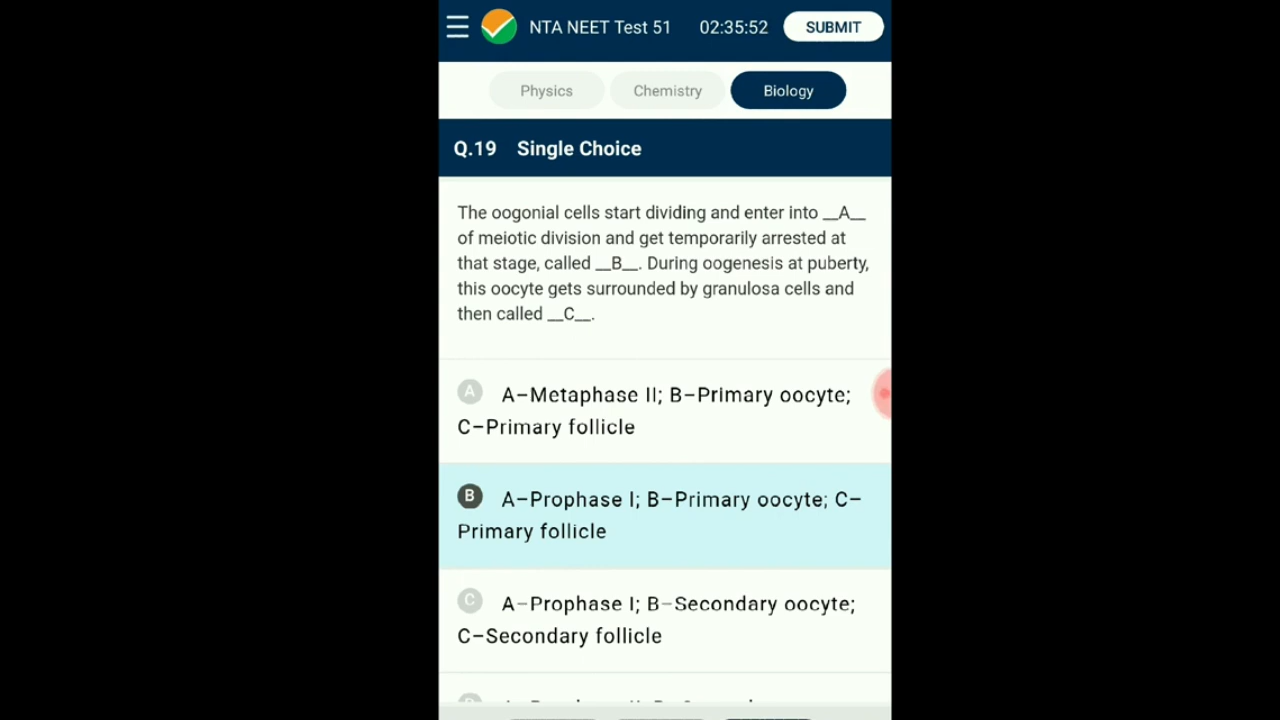 NTA NEET Test 51 02:35:52 SUBMIT
Physics Chemistry Biology
Q.19 Single Choice
The oogonial cells start dividing and enter into __A__
of meiotic division and get temporarily arrested at
that stage, called __B__. During oogenesis at puberty,
this oocyte gets surrounded by granulosa cells and
then called __C__.
A A–Metaphase II; B–Primary oocyte;
C–Primary follicle
B A–Prophase I; B–Primary oocyte; C–
Primary follicle
C A–Prophase I; B–Secondary oocyte;
C–Secondary follicle